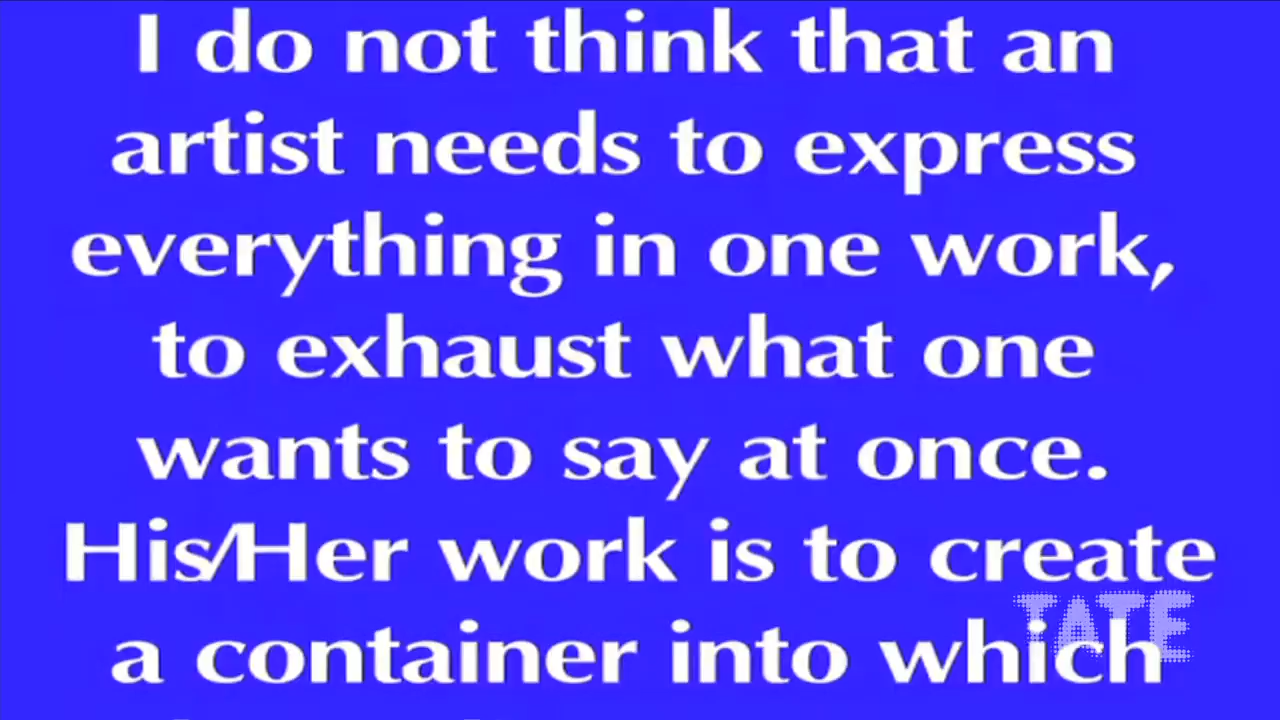 I do not think that an
artist needs to express
everything in one work,
to exhaust what one
wants to say at once.
His/Her work is to create
a container into which
TATE